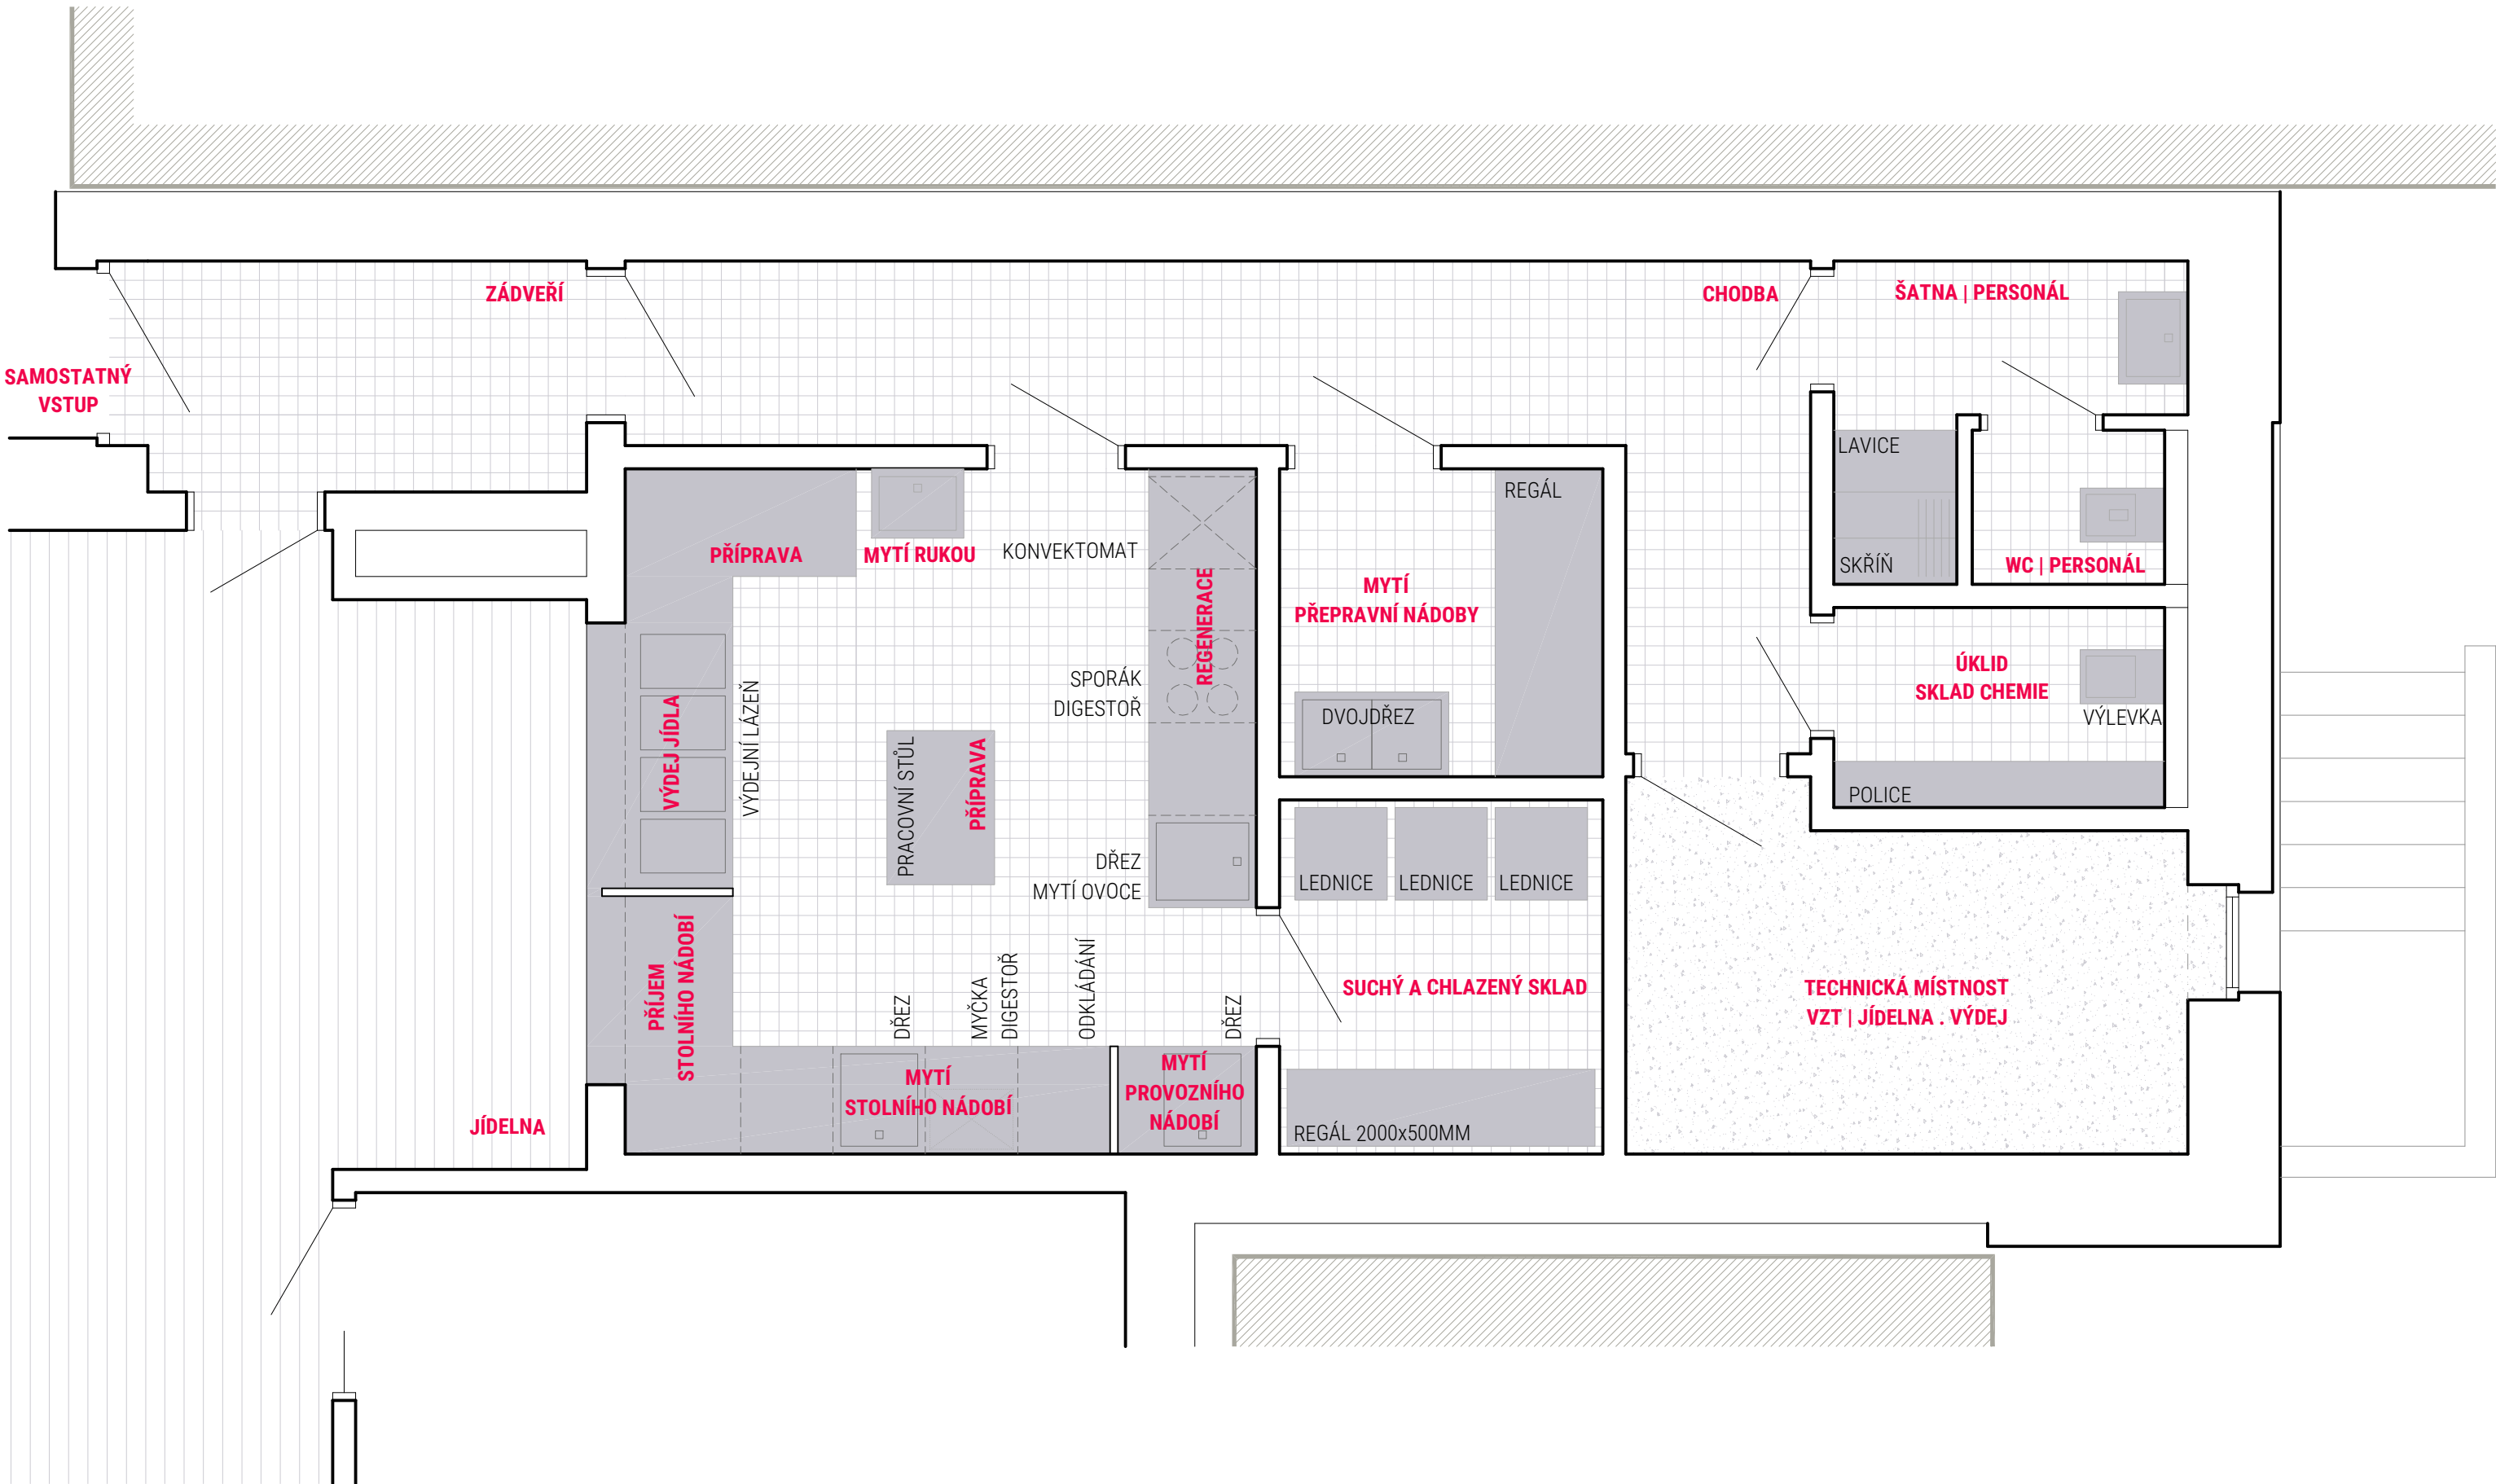 ZÁDVEŘÍ
CHODBA
ŠATNA | PERSONÁL
SAMOSTATNÝ
VSTUP
LAVICE
SKŘÍŇ
WC | PERSONÁL
REGÁL
PŘÍPRAVA
MYTÍ RUKOU
KONVEKTOMAT
REGENERACE
MYTÍ
PŘEPRAVNÍ NÁDOBY
SPORÁK
DIGESTOŘ
DVOJDŘEZ
ÚKLID
SKLAD CHEMIE
VÝLEVKA
POLICE
VÝDEJ JÍDLA
VÝDEJNÍ LÁZEŇ
PRACOVNÍ STŮL
PŘÍPRAVA
DŘEZ
MYTÍ OVOCE
LEDNICE
LEDNICE
LEDNICE
PŘÍJEM
STOLNÍHO NÁDOBÍ
DŘEZ
MYČKA
DIGESTOŘ
ODKLÁDÁNÍ
DŘEZ
SUCHÝ A CHLAZENÝ SKLAD
TECHNICKÁ MÍSTNOST
VZT | JÍDELNA . VÝDEJ
MYTÍ
STOLNÍHO NÁDOBÍ
MYTÍ
PROVOZNÍHO
NÁDOBÍ
JÍDELNA
REGÁL 2000x500MM